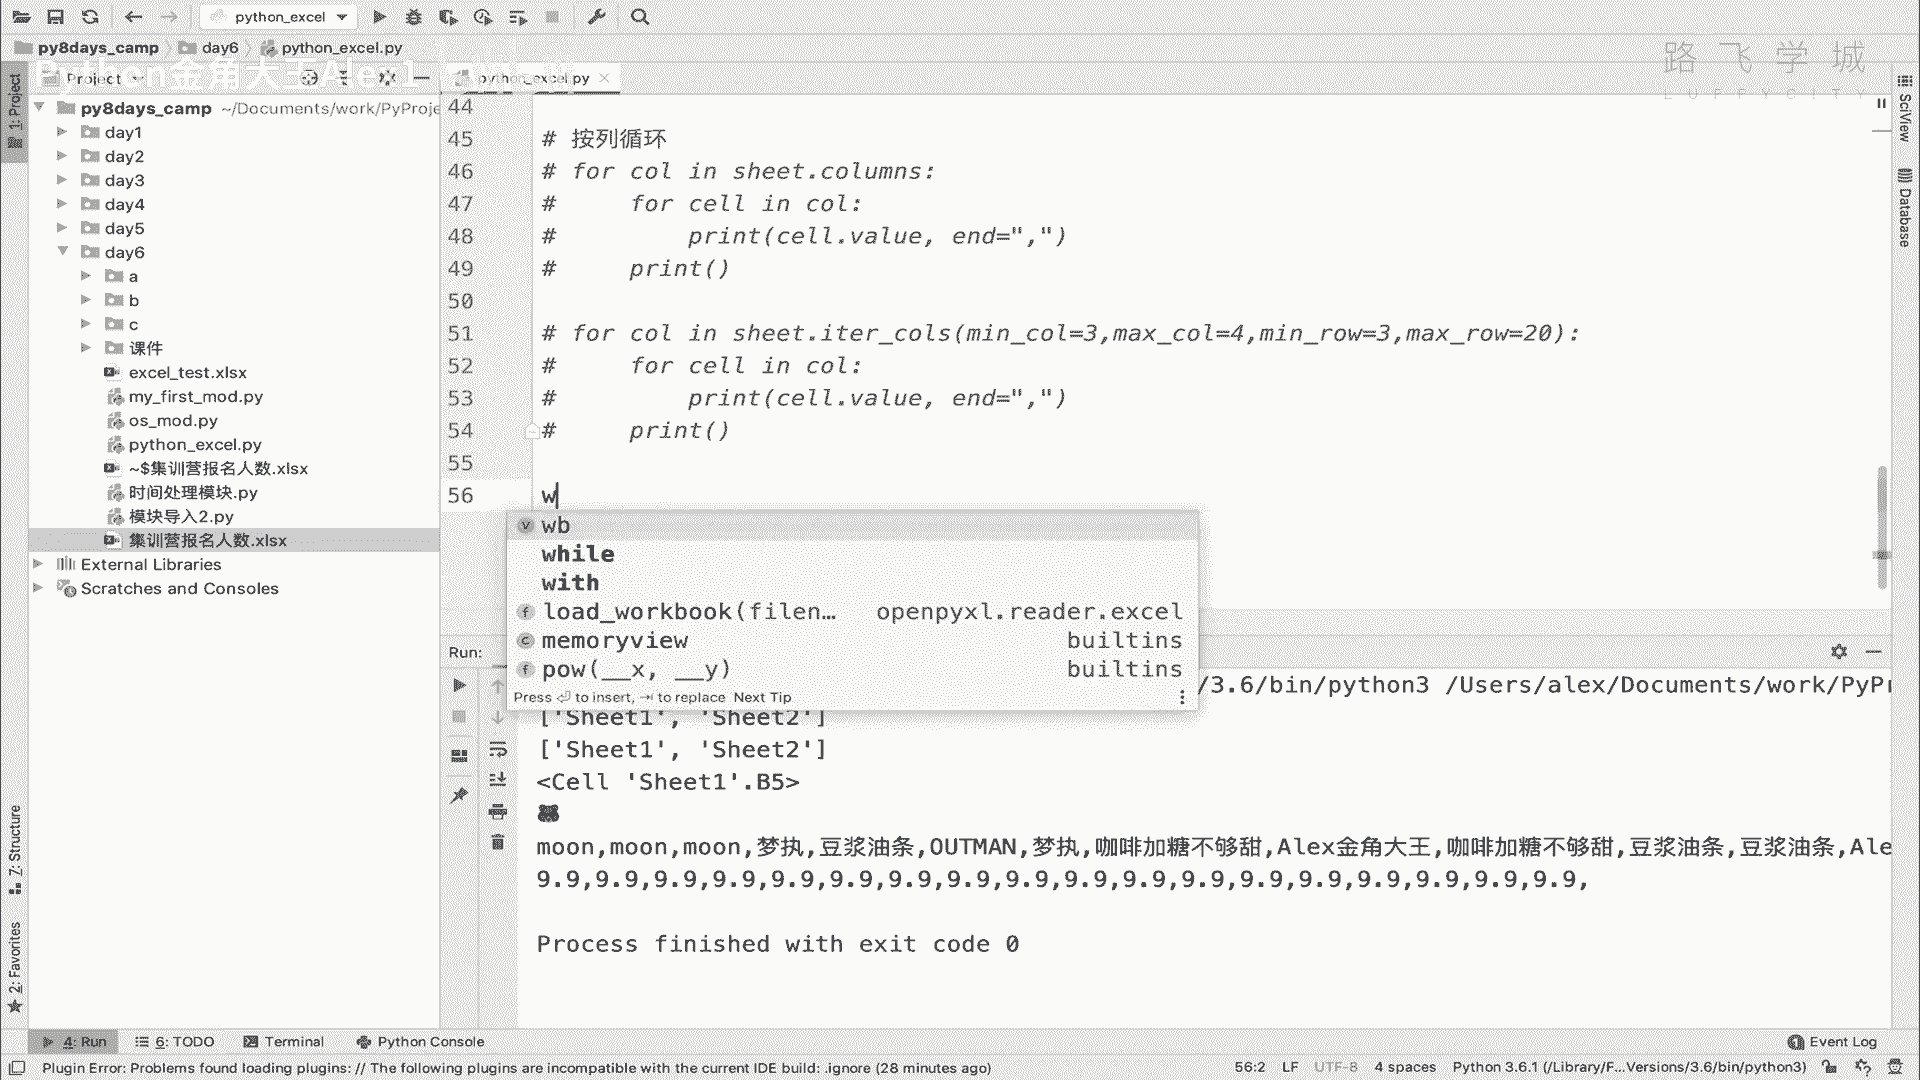 python_excel
py8days_camp
day6
python_excel.py
Python金角大王Alex1
Project
python_excel.py
路飞学城
LUFFYCITY
1: Project
py8days_camp ~/Documents/work/PyProje
day1
day2
day3
day4
day5
day6
a
b
c
课件
excel_test.xlsx
my_first_mod.py
os_mod.py
python_excel.py
~$集训营报名人数.xlsx
时间处理模块.py
模块导入2.py
集训营报名人数.xlsx
External Libraries
Scratches and Consoles
44
45 # 按列循环
46 # for col in sheet.columns:
47 #     for cell in col:
48 #         print(cell.value, end=",")
49 #     print()
50
51 # for col in sheet.iter_cols(min_col=3,max_col=4,min_row=3,max_row=20):
52 #     for cell in col:
53 #         print(cell.value, end=",")
54 #     print()
55
56 w
wb
while
with
load_workbook(filen… openpyxl.reader.excel
memoryview builtins
pow(__x, __y) builtins
Press ⏎ to insert, ⇥ to replace Next Tip
SciView
Database
Run:
/3.6/bin/python3 /Users/alex/Documents/work/PyPr
['Sheet1', 'Sheet2']
['Sheet1', 'Sheet2']
<Cell 'Sheet1'.B5>
moon,moon,moon,梦执,豆浆油条,OUTMAN,梦执,咖啡加糖不够甜,Alex金角大王,咖啡加糖不够甜,豆浆油条,豆浆油条,Ale
9.9,9.9,9.9,9.9,9.9,9.9,9.9,9.9,9.9,9.9,9.9,9.9,9.9,9.9,9.9,9.9,9.9,9.9,
Process finished with exit code 0
7: Structure
2: Favorites
4: Run
6: TODO
Terminal
Python Console
Event Log
Plugin Error: Problems found loading plugins: // The following plugins are incompatible with the current IDE build: .ignore (28 minutes ago)
56:2 LF UTF-8 4 spaces Python 3.6.1 (/Library/F...Versions/3.6/bin/python3)